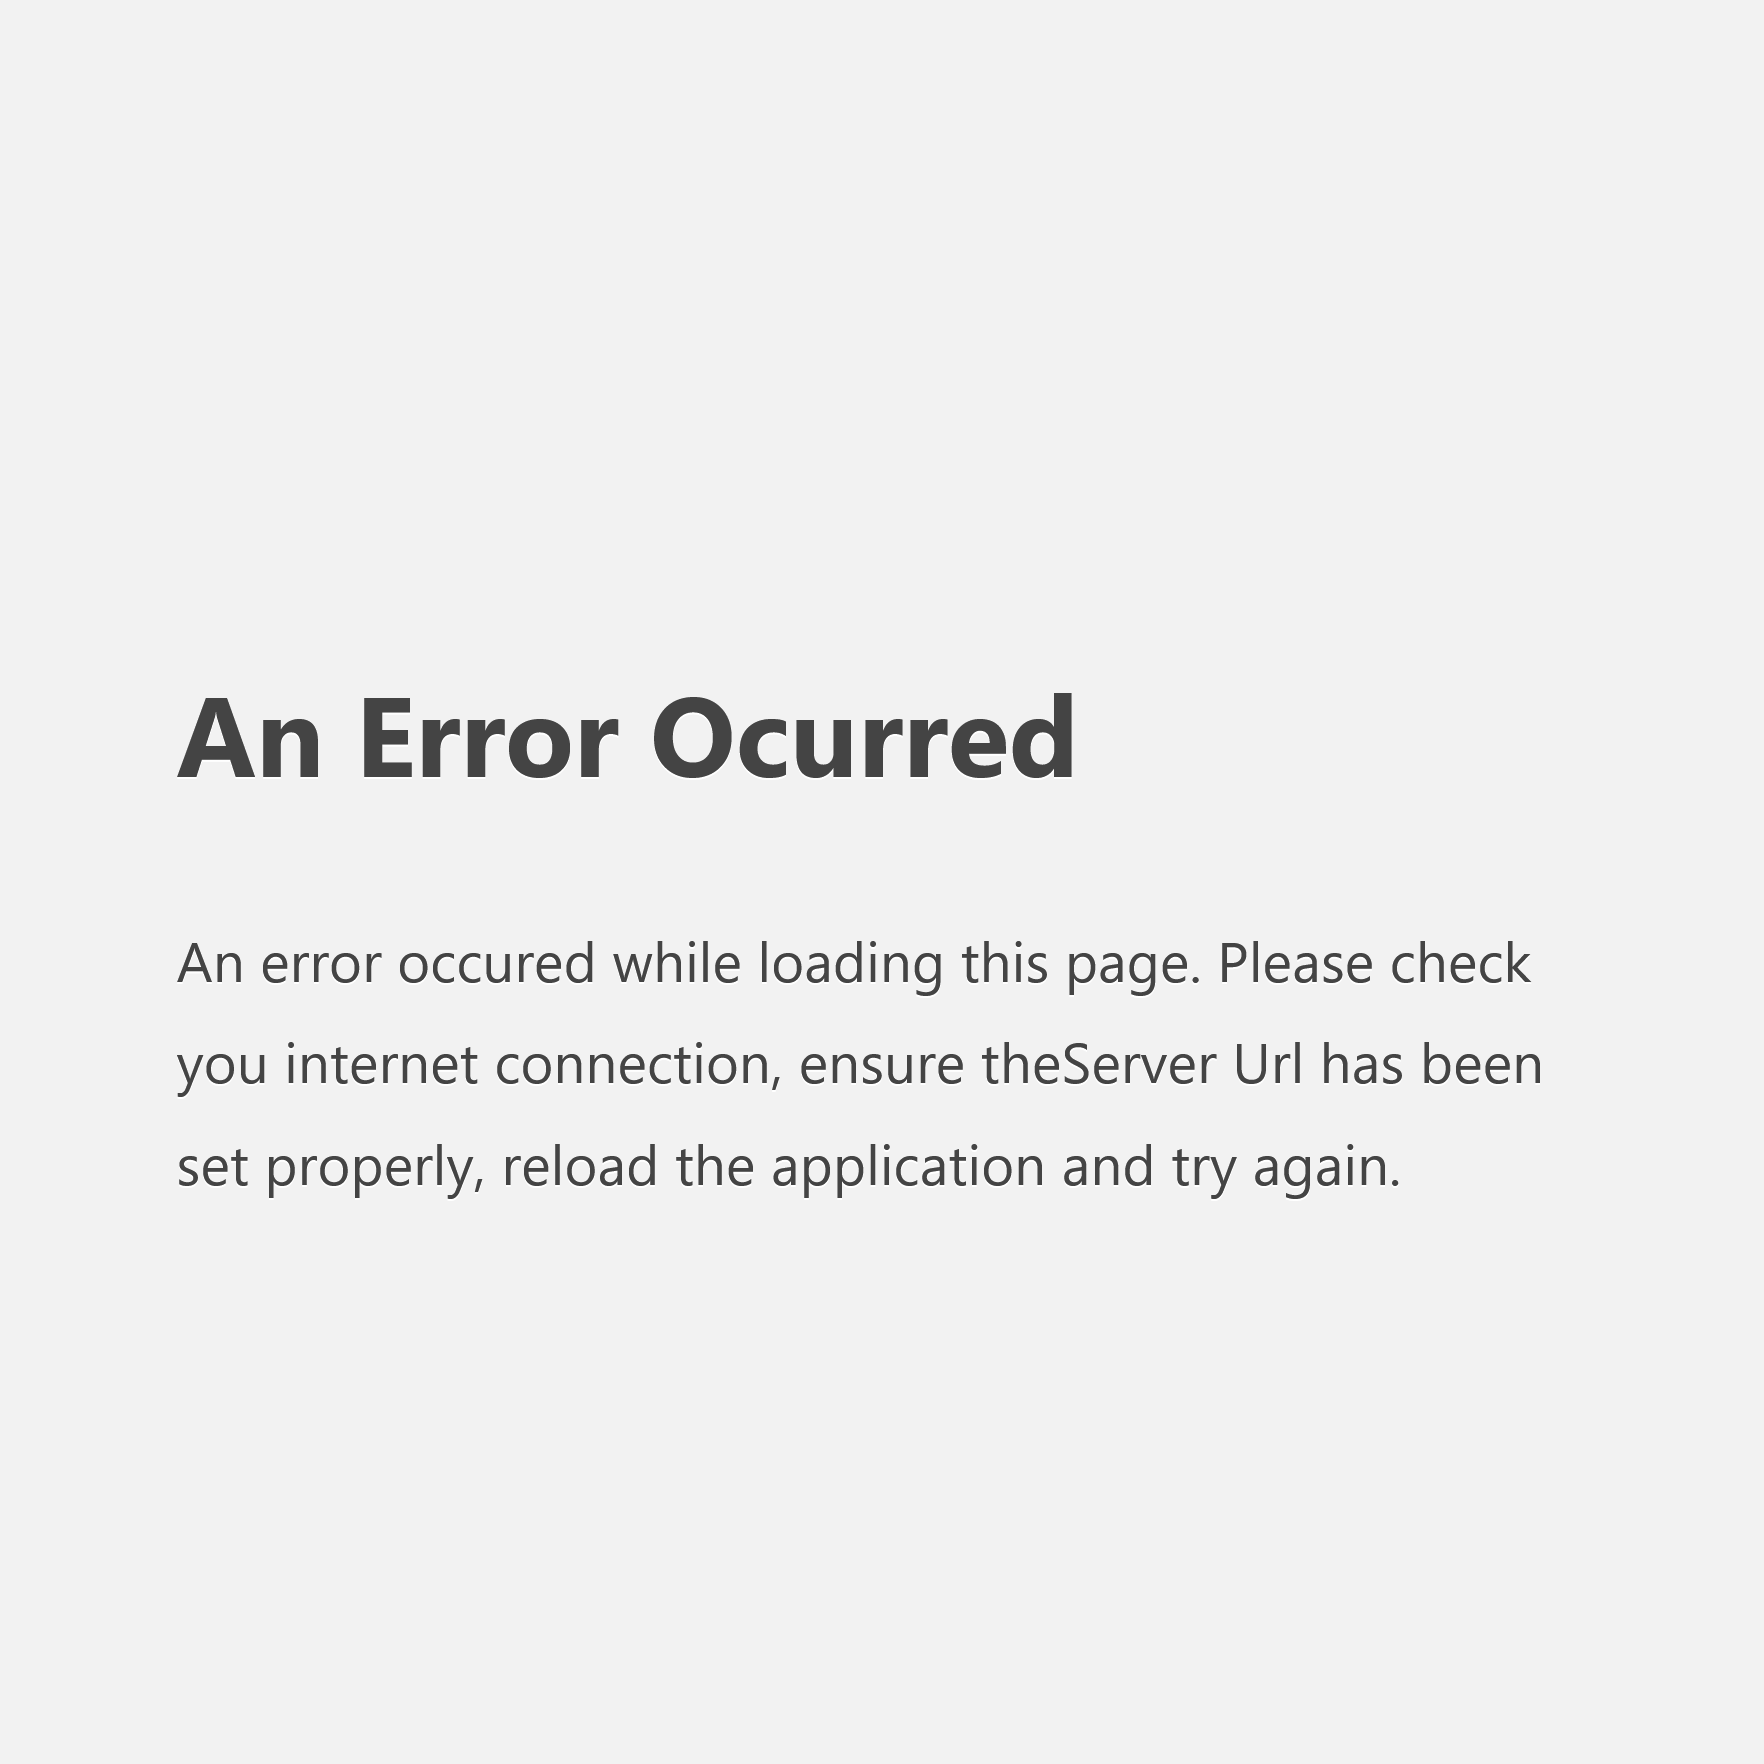 An Error Ocurred
An error occured while loading this page. Please check
you internet connection, ensure theServer Url has been
set properly, reload the application and try again.